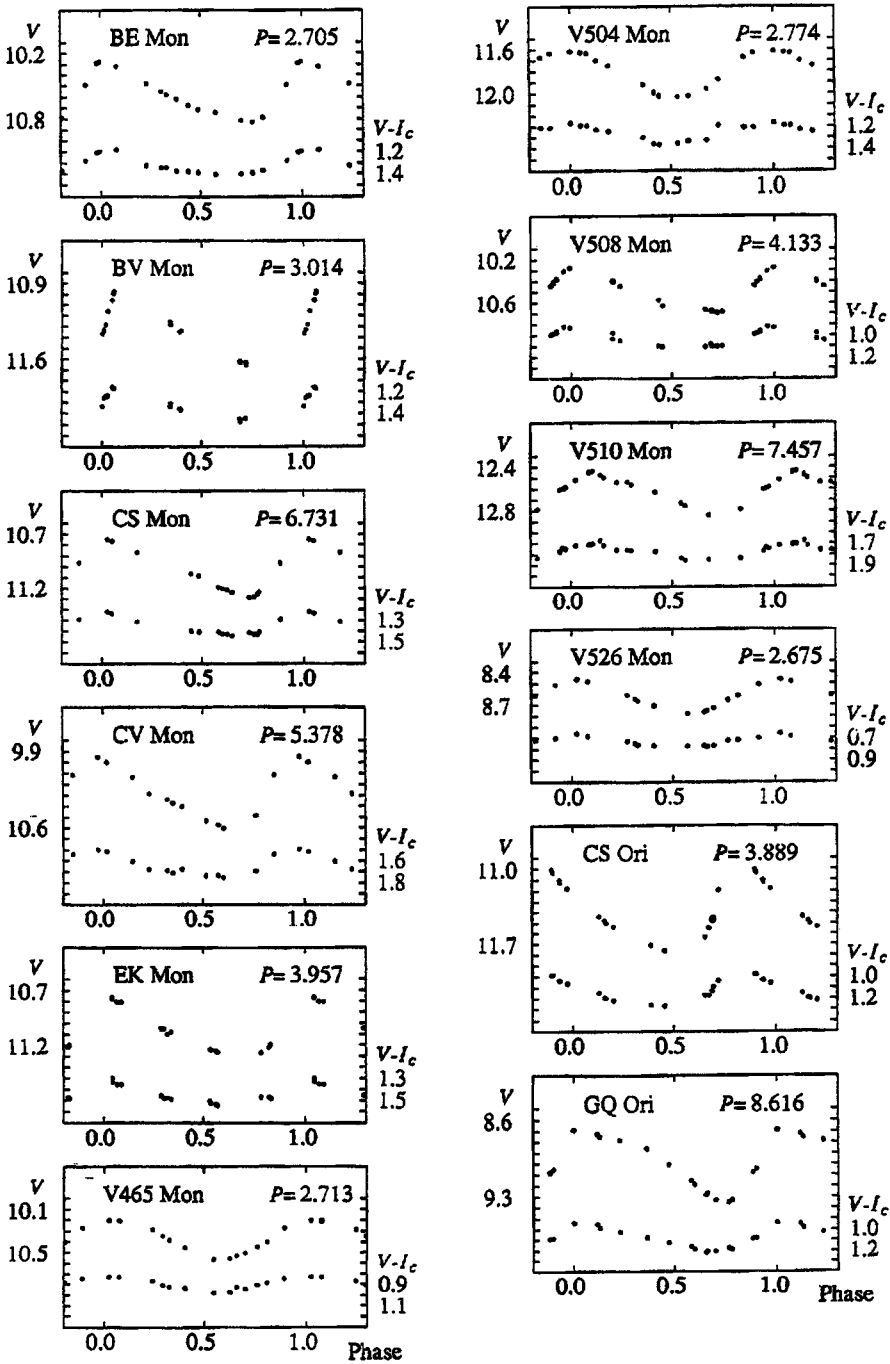 V
BE Mon P=2.705
10.2
10.8
V-Ic
1.2
1.4
0.0 0.5 1.0
V
BV Mon P=3.014
10.9
11.6
V-Ic
1.2
1.4
0.0 0.5 1.0
V
CS Mon P=6.731
10.7
11.2
V-Ic
1.3
1.5
0.0 0.5 1.0
V
CV Mon P=5.378
9.9
10.6
V-Ic
1.6
1.8
0.0 0.5 1.0
V
EK Mon P=3.957
10.7
11.2
V-Ic
1.3
1.5
0.0 0.5 1.0
V
V465 Mon P=2.713
10.1
10.5
V-Ic
0.9
1.1
0.0 0.5 1.0
Phase
V
V504 Mon P=2.774
11.6
12.0
V-Ic
1.2
1.4
0.0 0.5 1.0
V
V508 Mon P=4.133
10.2
10.6
V-Ic
1.0
1.2
0.0 0.5 1.0
V
V510 Mon P=7.457
12.4
12.8
V-Ic
1.7
1.9
0.0 0.5 1.0
V
V526 Mon P=2.675
8.4
8.7
V-Ic
0.7
0.9
0.0 0.5 1.0
V
CS Ori P=3.889
11.0
11.7
V-Ic
1.0
1.2
0.0 0.5 1.0
V
GQ Ori P=8.616
8.6
9.3
V-Ic
1.0
1.2
0.0 0.5 1.0
Phase